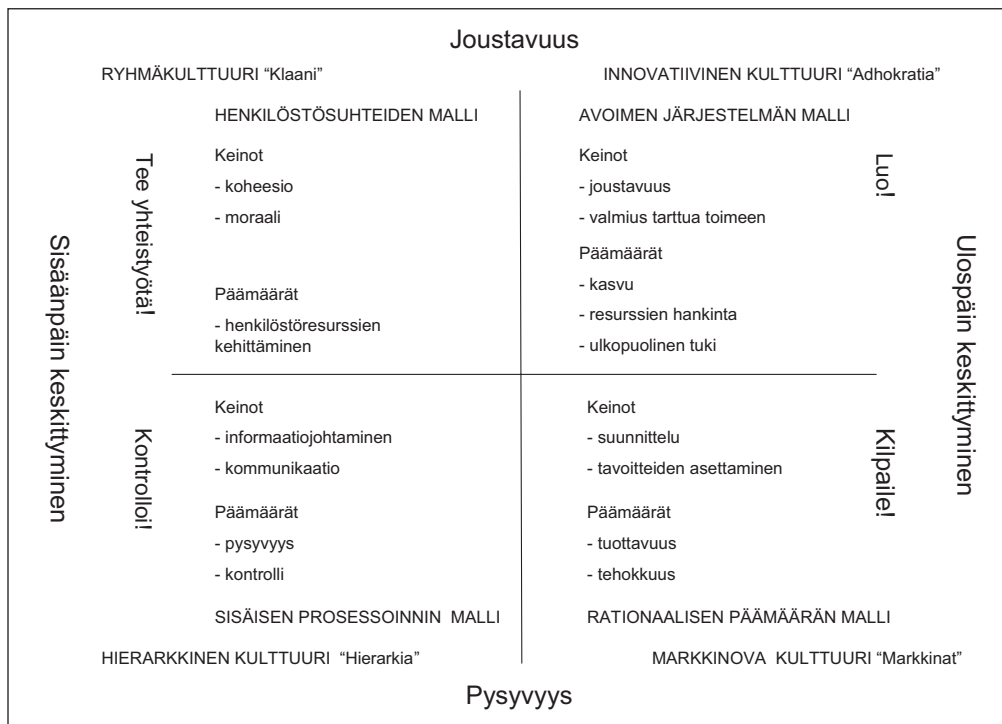 Joustavuus
RYHMÄKULTTUURI “Klaani”
INNOVATIIVINEN KULTTUURI “Adhokratia”
HENKILÖSTÖSUHTEIDEN MALLI
Keinot
- koheesio
- moraali
Päämäärät
- henkilöstöresurssien
kehittäminen
AVOIMEN JÄRJESTELMÄN MALLI
Keinot
- joustavuus
- valmius tarttua toimeen
Päämäärät
- kasvu
- resurssien hankinta
- ulkopuolinen tuki
Tee yhteistyötä!
Luo!
Sisäänpäin keskittyminen
Ulospäin keskittyminen
Kontrolloi!
Kilpaile!
Keinot
- informaatiojohtaminen
- kommunikaatio
Päämäärät
- pysyvyys
- kontrolli
SISÄISEN PROSESSOINNIN MALLI
Keinot
- suunnittelu
- tavoitteiden asettaminen
Päämäärät
- tuottavuus
- tehokkuus
RATIONAALISEN PÄÄMÄÄRÄN MALLI
HIERARKKINEN KULTTUURI “Hierarkia”
MARKKINOVA KULTTUURI “Markkinat”
Pysyvyys